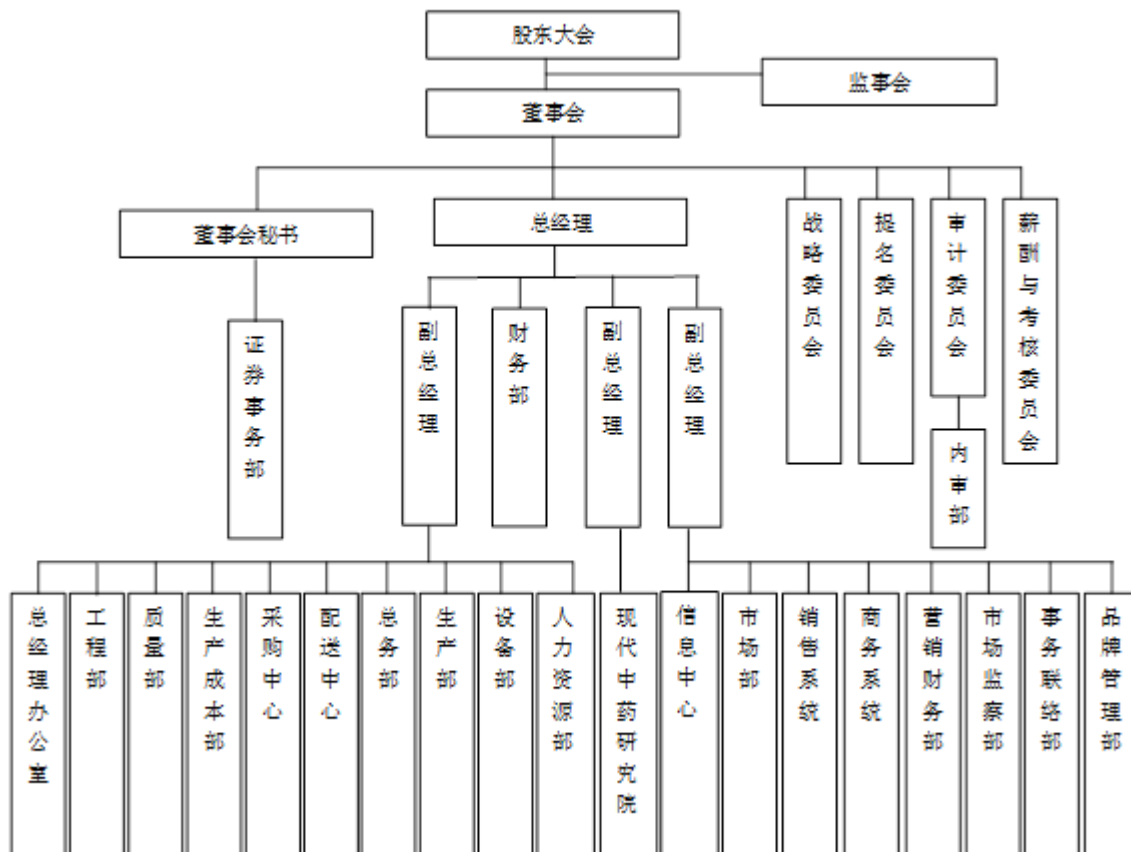 股东大会
监事会
董事会
董事会秘书
总经理
战略委员会
提名委员会
审计委员会
薪酬与考核委员会
证券事务部
副总经理
财务部
副总经理
副总经理
内审部
总经理办公室
工程部
质量部
生产成本部
采购中心
配送中心
总务部
生产部
设备部
人力资源部
现代中药研究院
信息中心
市场部
销售系统
商务系统
营销财务部
市场监察部
事务联络部
品牌管理部